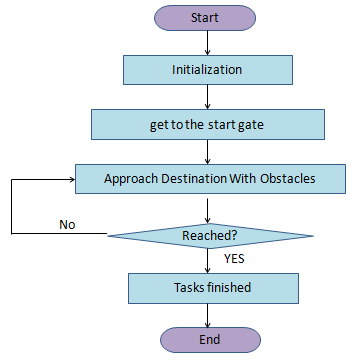 Start
Initialization
get to the start gate
Approach Destination With Obstacles
No
Reached?
YES
Tasks finished
End